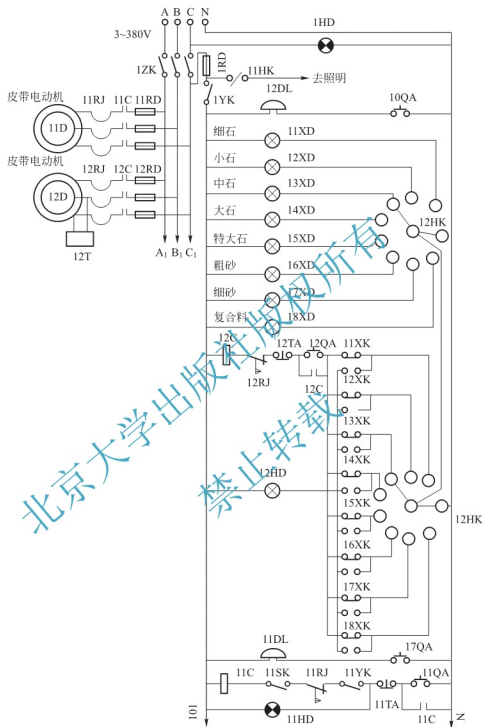 A B C N
1HD
3~380V
1ZK
1RD
11HK
去照明
1YK
12DL
10QA
皮带电动机
11RJ 11C 11RD
11D
皮带电动机
12RJ 12C 12RD
12D
12T
A1 B1 C1
细石 11XD
小石 12XD
中石 13XD
大石 14XD
特大石 15XD
粗砂 16XD
细砂 17XD
复合料 18XD
12HK
12C
12RJ
12TA
12QA
12C
11XK
12XK
13XK
14XK
12HD
15XK
12HK
16XK
17XK
18XK
11DL
17QA
11C 11SK 11RJ 11YK
11TA
11QA
11C
11HD
101
N
北京大学出版社版权所有
禁止转载